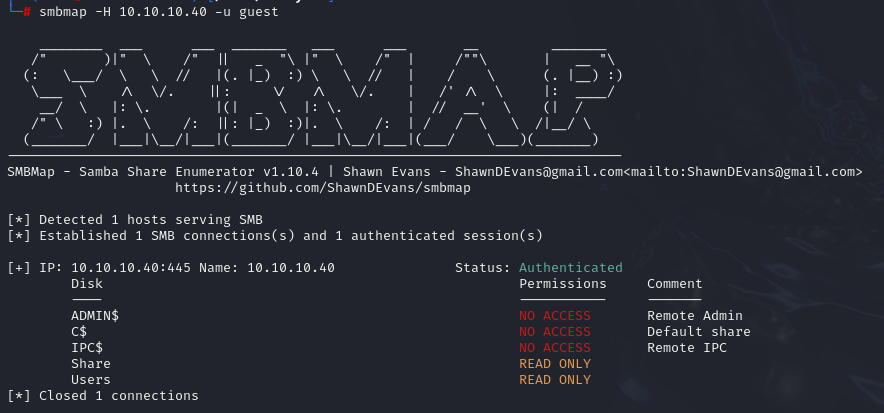 # smbmap -H 10.10.10.40 -u guest
SMBMap - Samba Share Enumerator v1.10.4 | Shawn Evans - ShawnDEvans@gmail.com<mailto:ShawnDEvans@gmail.com>
https://github.com/ShawnDEvans/smbmap
[*] Detected 1 hosts serving SMB
[*] Established 1 SMB connections(s) and 1 authenticated session(s)
[+] IP: 10.10.10.40:445 Name: 10.10.10.40 Status: Authenticated
Disk Permissions Comment
---- ----------- -------
ADMIN$ NO ACCESS Remote Admin
C$ NO ACCESS Default share
IPC$ NO ACCESS Remote IPC
Share READ ONLY
Users READ ONLY
[*] Closed 1 connections